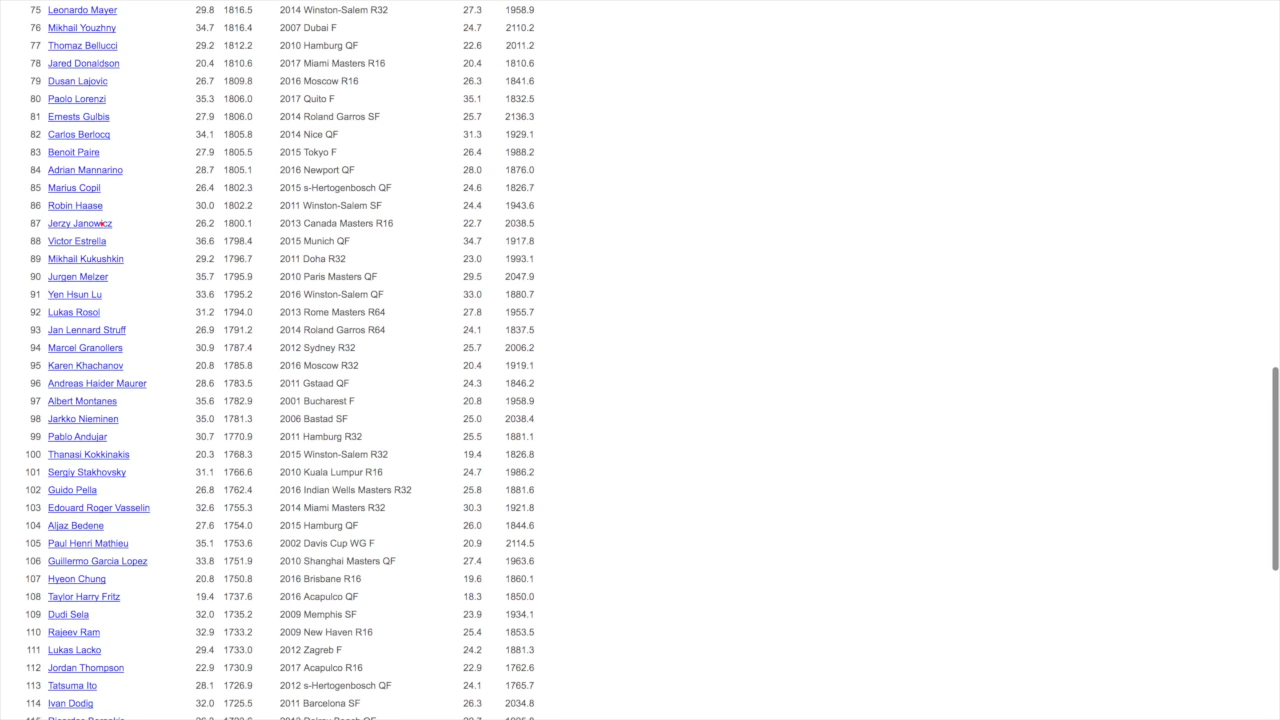 75 Leonardo Mayer 29.8 1816.5 2014 Winston-Salem R32 27.3 1958.9
76 Mikhail Youzhny 34.7 1816.4 2007 Dubai F 24.7 2110.2
77 Thomaz Bellucci 29.2 1812.2 2010 Hamburg QF 22.6 2011.2
78 Jared Donaldson 20.4 1810.6 2017 Miami Masters R16 20.4 1810.6
79 Dusan Lajovic 26.7 1809.8 2016 Moscow R16 26.3 1841.6
80 Paolo Lorenzi 35.3 1806.0 2017 Quito F 35.1 1832.5
81 Ernests Gulbis 27.9 1806.0 2014 Roland Garros SF 25.7 2136.3
82 Carlos Berlocq 34.1 1805.8 2014 Nice QF 31.3 1929.1
83 Benoit Paire 27.9 1805.5 2015 Tokyo F 26.4 1988.2
84 Adrian Mannarino 28.7 1805.1 2016 Newport QF 28.0 1876.0
85 Marius Copil 26.4 1802.3 2015 s-Hertogenbosch QF 24.6 1826.7
86 Robin Haase 30.0 1802.2 2011 Winston-Salem SF 24.4 1943.6
87 Jerzy Janowicz 26.2 1800.1 2013 Canada Masters R16 22.7 2038.5
88 Victor Estrella 36.6 1798.4 2015 Munich QF 34.7 1917.8
89 Mikhail Kukushkin 29.2 1796.7 2011 Doha R32 23.0 1993.1
90 Jurgen Melzer 35.7 1795.9 2010 Paris Masters QF 29.5 2047.9
91 Yen Hsun Lu 33.6 1795.2 2016 Winston-Salem QF 33.0 1880.7
92 Lukas Rosol 31.2 1794.0 2013 Rome Masters R64 27.8 1955.7
93 Jan Lennard Struff 26.9 1791.2 2014 Roland Garros R64 24.1 1837.5
94 Marcel Granollers 30.9 1787.4 2012 Sydney R32 25.7 2006.2
95 Karen Khachanov 20.8 1785.8 2016 Moscow R32 20.4 1919.1
96 Andreas Haider Maurer 28.6 1783.5 2011 Gstaad QF 24.3 1846.2
97 Albert Montanes 35.6 1782.9 2001 Bucharest F 20.8 1958.9
98 Jarkko Nieminen 35.0 1781.3 2006 Bastad SF 25.0 2038.4
99 Pablo Andujar 30.7 1770.9 2011 Hamburg R32 25.5 1881.1
100 Thanasi Kokkinakis 20.3 1768.3 2015 Winston-Salem R32 19.4 1826.8
101 Sergiy Stakhovsky 31.1 1766.6 2010 Kuala Lumpur R16 24.7 1986.2
102 Guido Pella 26.8 1762.4 2016 Indian Wells Masters R32 25.8 1881.6
103 Edouard Roger Vasselin 32.6 1755.3 2014 Miami Masters R32 30.3 1921.8
104 Aljaz Bedene 27.6 1754.0 2015 Hamburg QF 26.0 1844.6
105 Paul Henri Mathieu 35.1 1753.6 2002 Davis Cup WG F 20.9 2114.5
106 Guillermo Garcia Lopez 33.8 1751.9 2010 Shanghai Masters QF 27.4 1963.6
107 Hyeon Chung 20.8 1750.8 2016 Brisbane R16 19.6 1860.1
108 Taylor Harry Fritz 19.4 1737.6 2016 Acapulco QF 18.3 1850.0
109 Dudi Sela 32.0 1735.2 2009 Memphis SF 23.9 1934.1
110 Rajeev Ram 32.9 1733.2 2009 New Haven R16 25.4 1853.5
111 Lukas Lacko 29.4 1733.0 2012 Zagreb F 24.2 1881.3
112 Jordan Thompson 22.9 1730.9 2017 Acapulco R16 22.9 1762.6
113 Tatsuma Ito 28.1 1726.9 2012 s-Hertogenbosch QF 24.1 1765.7
114 Ivan Dodig 32.0 1725.5 2011 Barcelona SF 26.3 2034.8